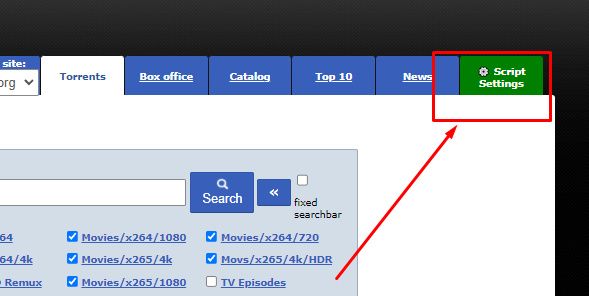 site:
org
Torrents
Box office
Catalog
Top 10
News
Script
Settings
Search
«
fixed
searchbar
64
Movies/x264/1080
Movies/x264/720
64/4k
Movies/x265/4k
Movs/x265/4k/HDR
D Remux
Movies/x265/1080
TV Episodes